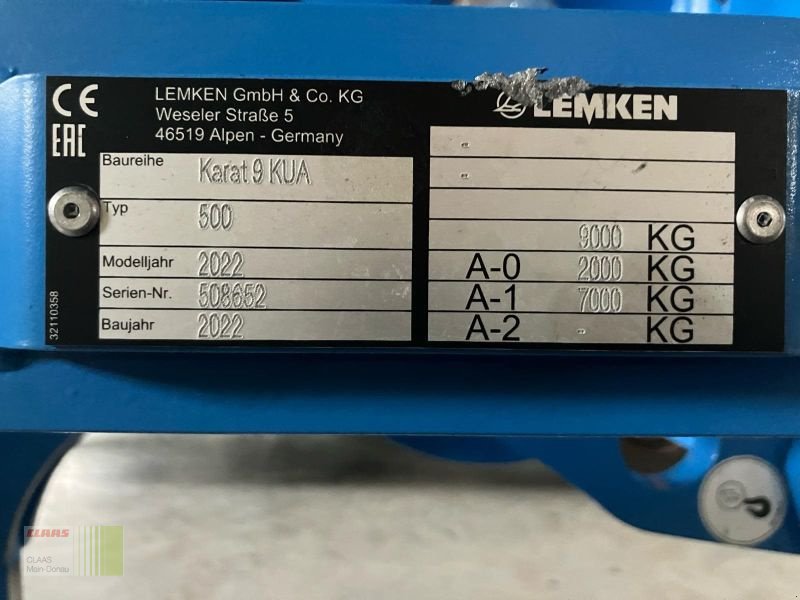 CE
EAC
LEMKEN GmbH & Co. KG
Weseler Straße 5
46519 Alpen - Germany
LEMKEN
Baureihe Karat 9 KUA
Typ 500
Modelljahr 2022
Serien-Nr. 508652
Baujahr 2022
32110358
-
-
9000 KG
A-0 2000 KG
A-1 7000 KG
A-2 - KG
CLAAS
CLAAS
Main-Donau